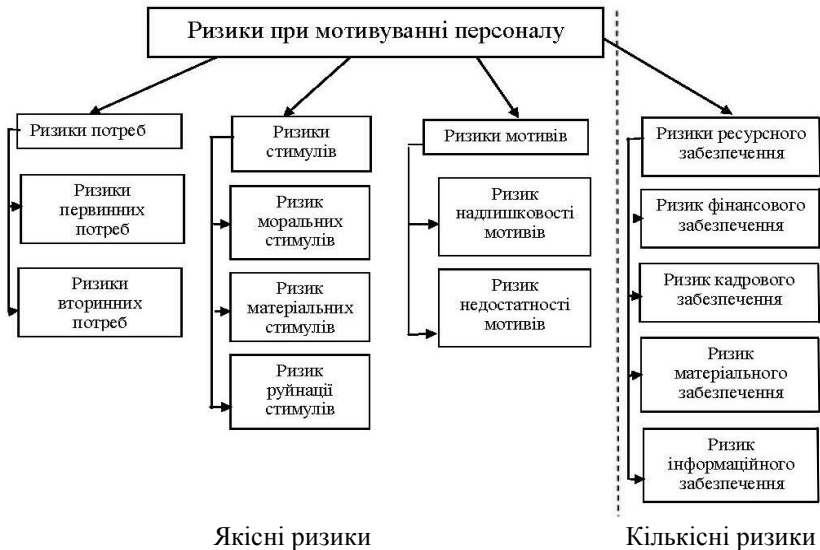 Ризики при мотивуванні персоналу
Ризики потреб
Ризики
первинних
потреб
Ризики
вторинних
потреб
Ризики
стимулів
Ризик
моральних
стимулів
Ризик
матеріальних
стимулів
Ризик
руйнації
стимулів
Ризики мотивів
Ризик
надлишковості
мотивів
Ризик
недостатності
мотивів
Ризики ресурсного
забезпечення
Ризик фінансового
забезпечення
Ризик кадрового
забезпечення
Ризик
матеріального
забезпечення
Ризик
інформаційного
забезпечення
Якісні ризики
Кількісні ризики